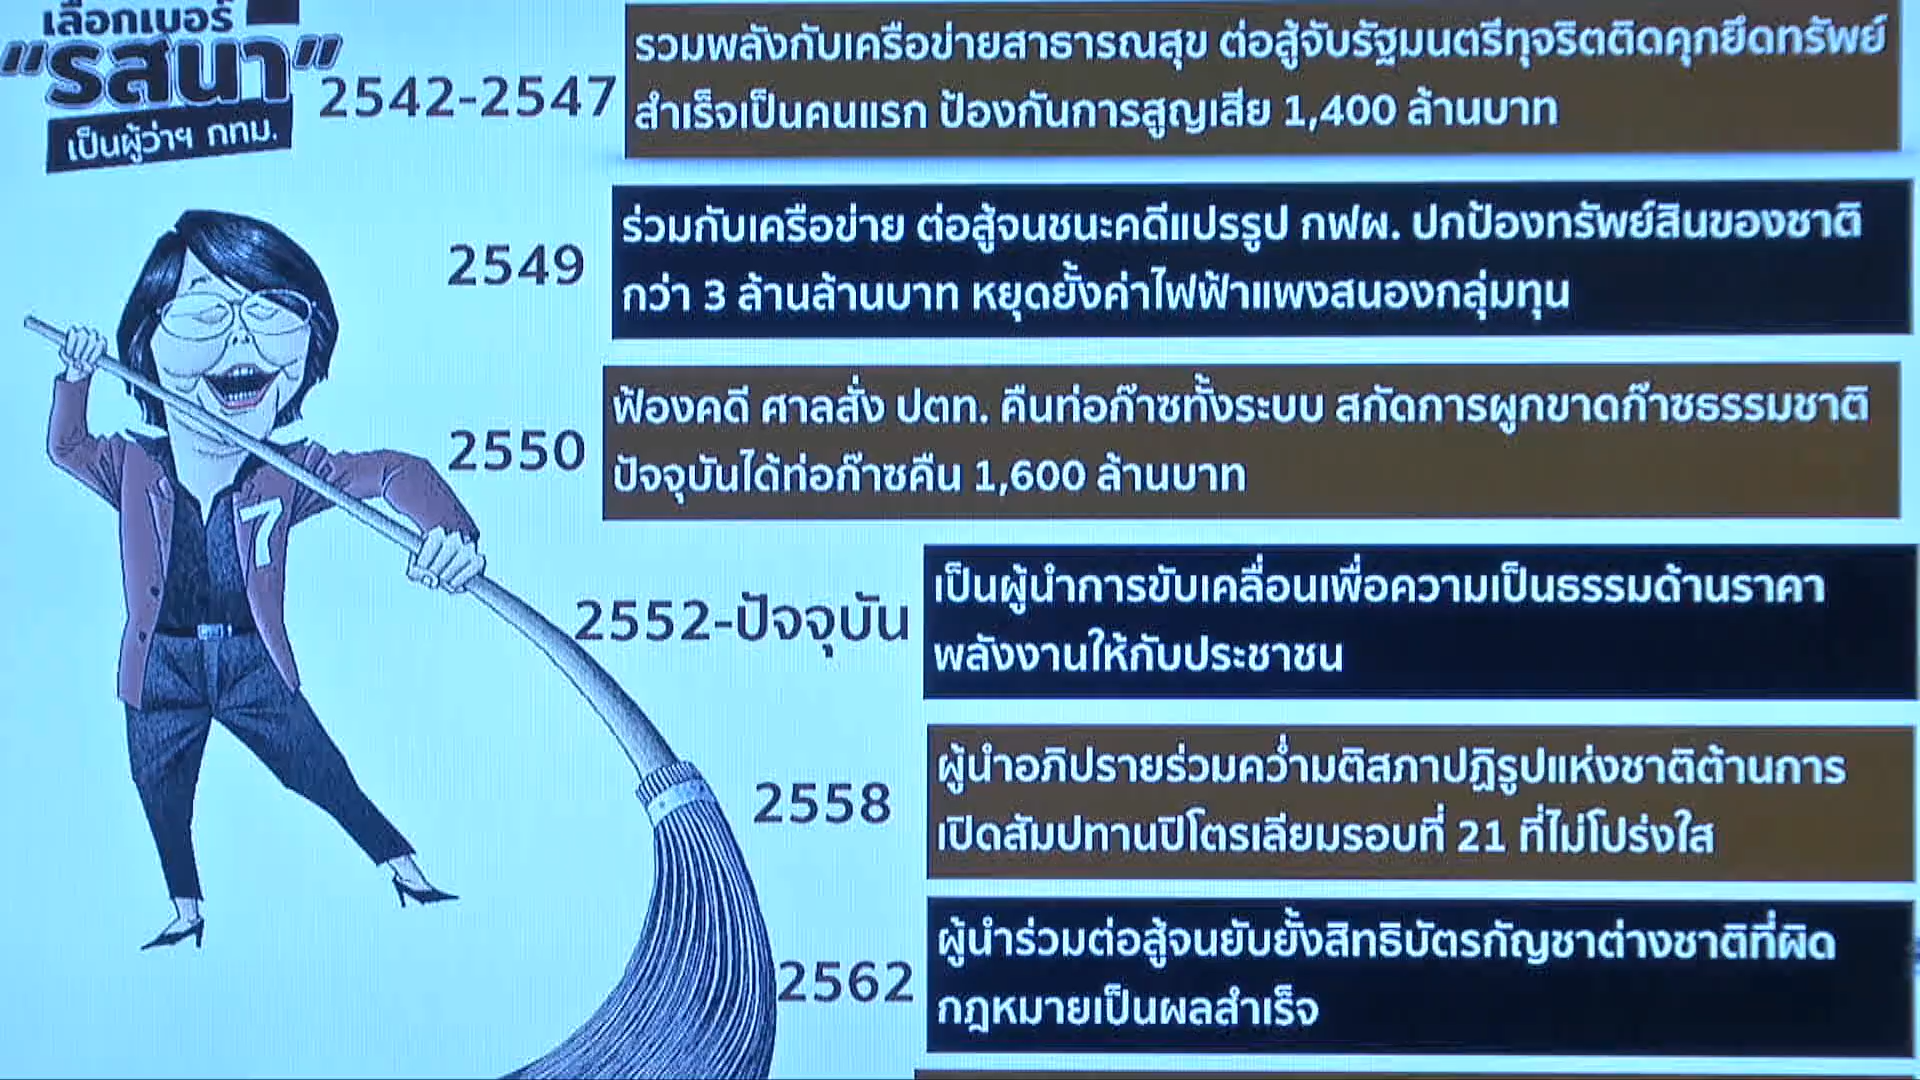 เลือกเบอร์
"รสนา"
เป็นผู้ว่าฯ กทม.
2542-2547
รวมพลังกับเครือข่ายสาธารณสุข ต่อสู้จับรัฐมนตรีทุจริตติดคุกยึดทรัพย์
สำเร็จเป็นคนแรก ป้องกันการสูญเสีย 1,400 ล้านบาท
2549
ร่วมกับเครือข่าย ต่อสู้จนชนะคดีแปรรูป กฟผ. ปกป้องทรัพย์สินของชาติ
กว่า 3 ล้านล้านบาท หยุดยั้งค่าไฟฟ้าแพงสนองกลุ่มทุน
2550
ฟ้องคดี ศาลสั่ง ปตท. คืนท่อก๊าซทั้งระบบ สกัดการผูกขาดก๊าซธรรมชาติ
ปัจจุบันได้ท่อก๊าซคืน 1,600 ล้านบาท
7
2552-ปัจจุบัน
เป็นผู้นำการขับเคลื่อนเพื่อความเป็นธรรมด้านราคา
พลังงานให้กับประชาชน
2558
ผู้นำอภิปรายร่วมคว่ำมติสภาปฏิรูปแห่งชาติต้านการ
เปิดสัมปทานปิโตรเลียมรอบที่ 21 ที่ไม่โปร่งใส
2562
ผู้นำร่วมต่อสู้จนยับยั้งสิทธิบัตรกัญชาต่างชาติที่ผิด
กฎหมายเป็นผลสำเร็จ